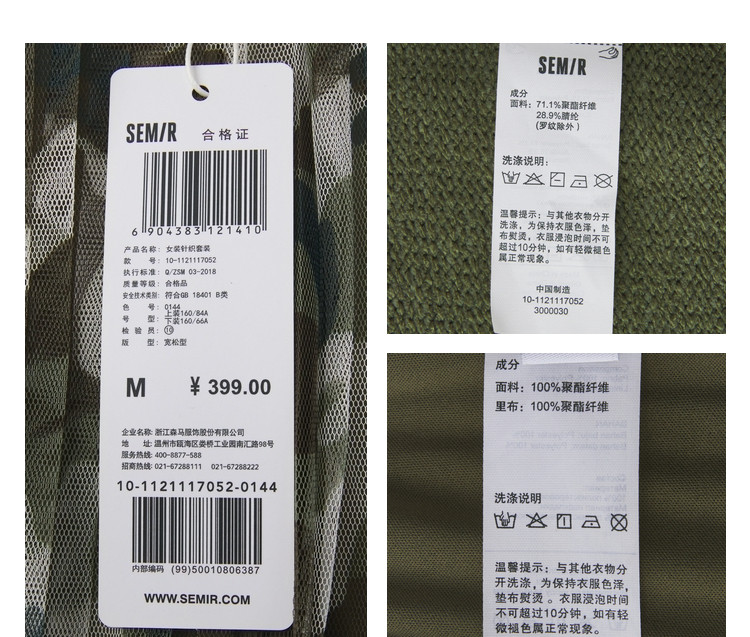 SEM/R 合格证
6 904383 121410
产品名称: 女装针织套装
款 号: 10-1121117052
执行标准: Q/ZSM 03-2018
质量等级: 合格品
安全技术类别: 符合GB 18401 B类
色 号: 0144
号 型: 上装160/84A
下装160/66A
检 验 员: ⑩
版 型: 宽松型
M ¥ 399.00
企业名称: 浙江森马服饰股份有限公司
地 址: 温州市瓯海区娄桥工业园南汇路98号
服务热线: 400-8877-588
招商热线: 021-67288111 021-67288222
10-1121117052-0144
内部编码 (99)50010806387
WWW.SEMIR.COM
SEM/R
成分
面料: 71.1%聚酯纤维
28.9%腈纶
(罗纹除外)
洗涤说明:
温馨提示: 与其他衣物分开
洗涤, 为保持衣服色泽, 垫
布熨烫。衣服浸泡时间不可
超过10分钟, 如有轻微褪色
属正常现象。
中国制造
10-1121117052
3000030
成分
面料: 100%聚酯纤维
里布: 100%聚酯纤维
洗涤说明
温馨提示: 与其他衣物分
开洗涤, 为保持衣服色泽,
垫布熨烫。衣服浸泡时间
不可超过10分钟, 如有轻
微褪色属正常现象。